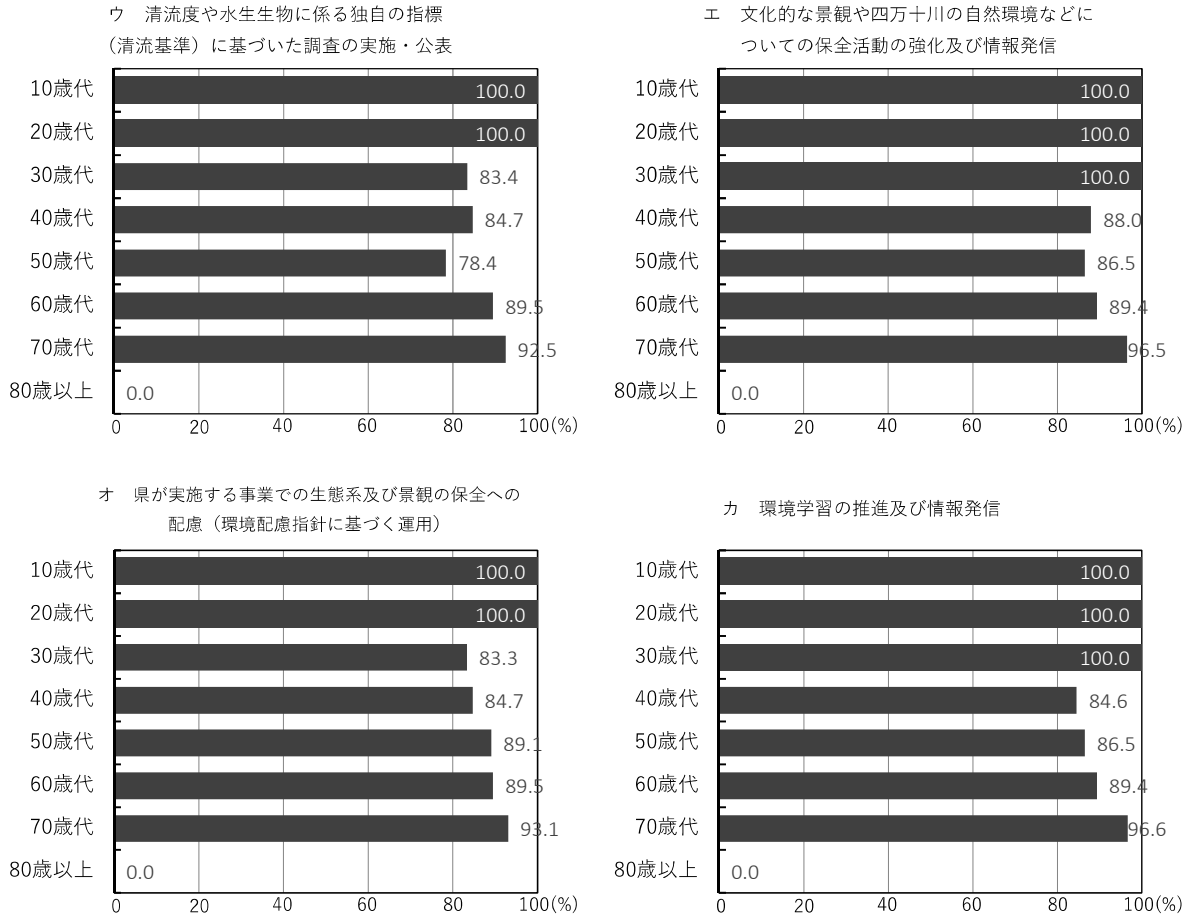 ウ　清流度や水生生物に係る独自の指標
（清流基準）に基づいた調査の実施・公表
10歳代
100.0
20歳代
100.0
30歳代
83.4
40歳代
84.7
50歳代
78.4
60歳代
89.5
70歳代
92.5
80歳以上
0.0
0 20 40 60 80 100(%)
エ　文化的な景観や四万十川の自然環境などに
ついての保全活動の強化及び情報発信
10歳代
100.0
20歳代
100.0
30歳代
100.0
40歳代
88.0
50歳代
86.5
60歳代
89.4
70歳代
96.5
80歳以上
0.0
0 20 40 60 80 100(%)
オ　県が実施する事業での生態系及び景観の保全への
配慮（環境配慮指針に基づく運用）
10歳代
100.0
20歳代
100.0
30歳代
83.3
40歳代
84.7
50歳代
89.1
60歳代
89.5
70歳代
93.1
80歳以上
0.0
0 20 40 60 80 100(%)
カ　環境学習の推進及び情報発信
10歳代
100.0
20歳代
100.0
30歳代
100.0
40歳代
84.6
50歳代
86.5
60歳代
89.4
70歳代
96.6
80歳以上
0.0
0 20 40 60 80 100(%)